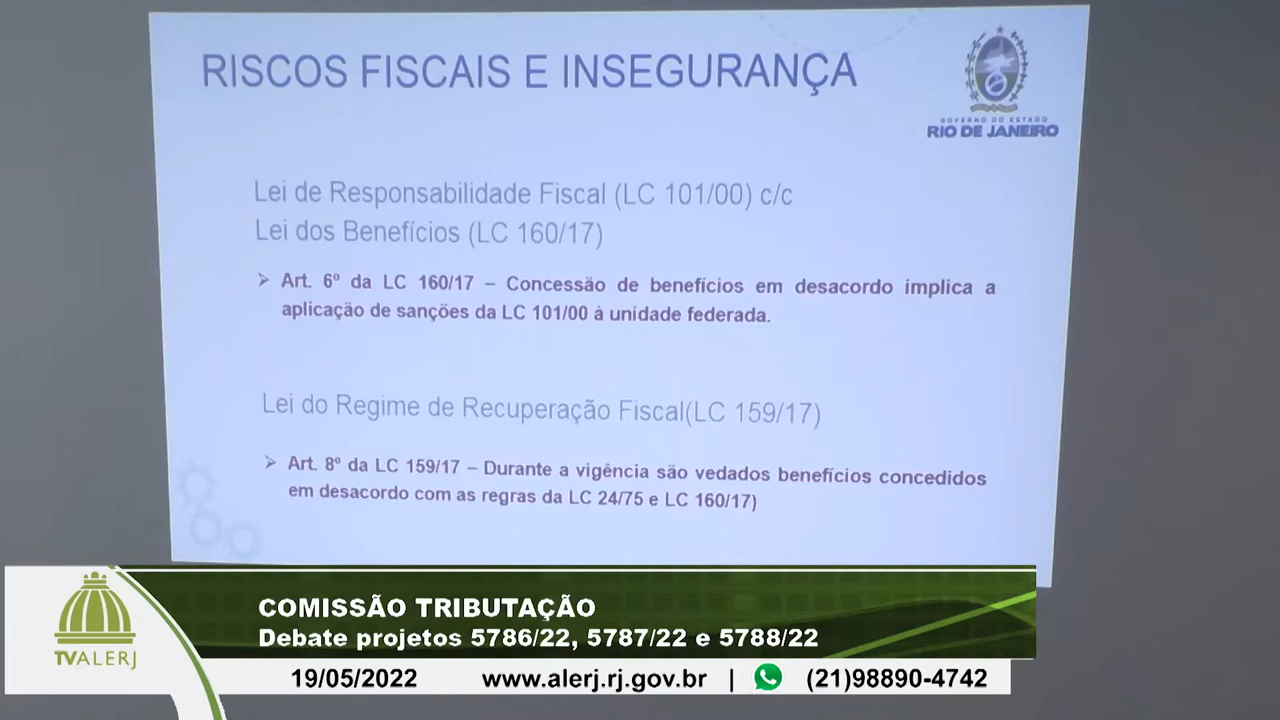 RISCOS FISCAIS E INSEGURANÇA
GOVERNO DO ESTADO
RIO DE JANEIRO
Lei de Responsabilidade Fiscal (LC 101/00) c/c
Lei dos Benefícios (LC 160/17)
➢ Art. 6º da LC 160/17 – Concessão de benefícios em desacordo implica a
aplicação de sanções da LC 101/00 à unidade federada.
Lei do Regime de Recuperação Fiscal(LC 159/17)
➢ Art. 8º da LC 159/17 – Durante a vigência são vedados benefícios concedidos
em desacordo com as regras da LC 24/75 e LC 160/17)
COMISSÃO TRIBUTAÇÃO
Debate projetos 5786/22, 5787/22 e 5788/22
TVALERJ
19/05/2022 www.alerj.rj.gov.br | (21)98890-4742